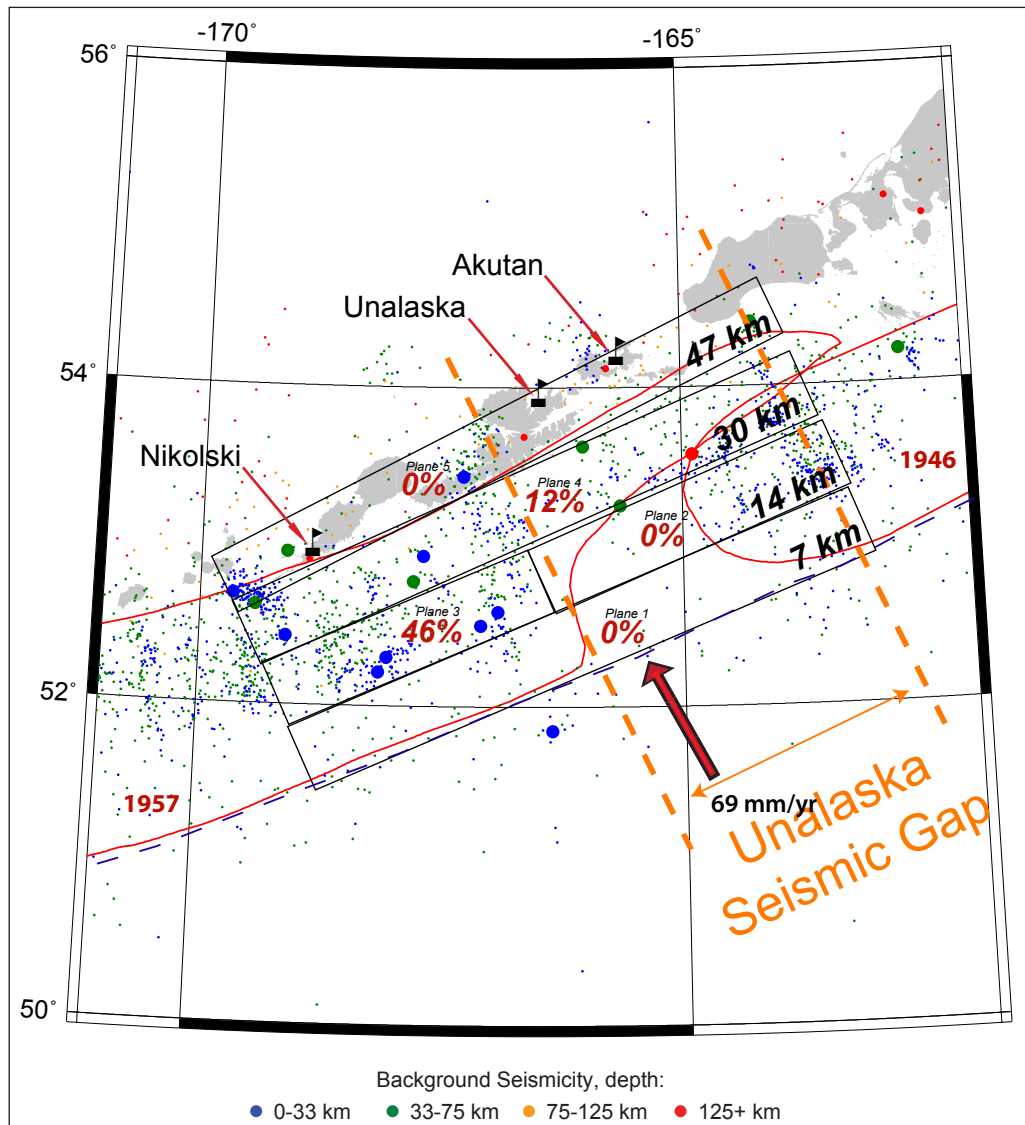 -170°
-165°
56°
Akutan
Unalaska
47 km
54°
30 km
Nikolski
1946
Plane 5
0%
Plane 4
12%
14 km
Plane 2
0%
7 km
Plane 3
46%
Plane 1
0%
52°
1957
69 mm/yr
Unalaska
Seismic Gap
50°
Background Seismicity, depth:
0-33 km 33-75 km 75-125 km 125+ km